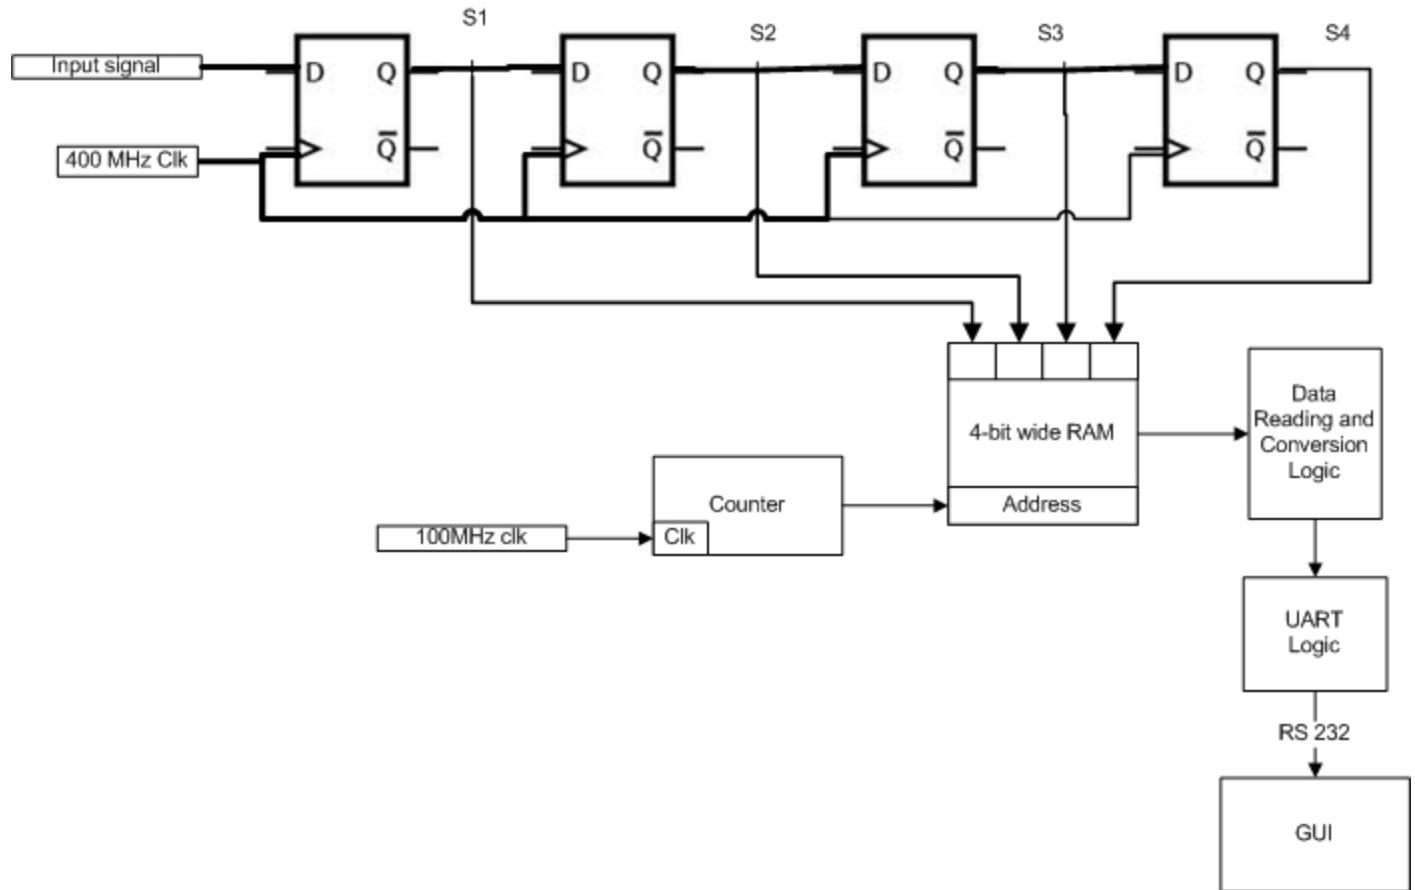 S1
S2
S3
S4
Input signal
D
Q
D
Q
D
Q
D
Q
400 MHz Clk
Q
Q
Q
Q
Data
Reading and
Conversion
Logic
4-bit wide RAM
Counter
Address
100MHz clk
Clk
UART
Logic
RS 232
GUI